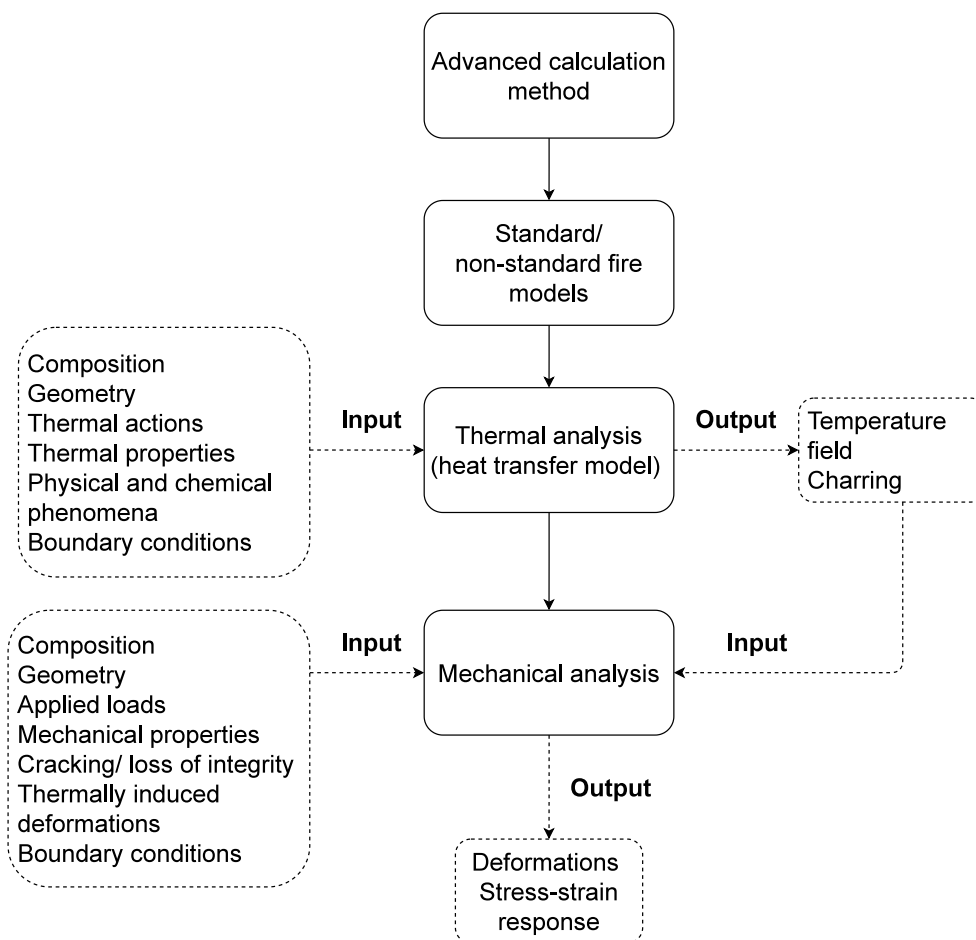 Advanced calculation
method
Standard/
non-standard fire
models
Composition
Geometry
Thermal actions
Thermal properties
Physical and chemical
phenomena
Boundary conditions
Input
Thermal analysis
(heat transfer model)
Output
Temperature
field
Charring
Composition
Geometry
Applied loads
Mechanical properties
Cracking/ loss of integrity
Thermally induced
deformations
Boundary conditions
Input
Mechanical analysis
Input
Output
Deformations
Stress-strain
response